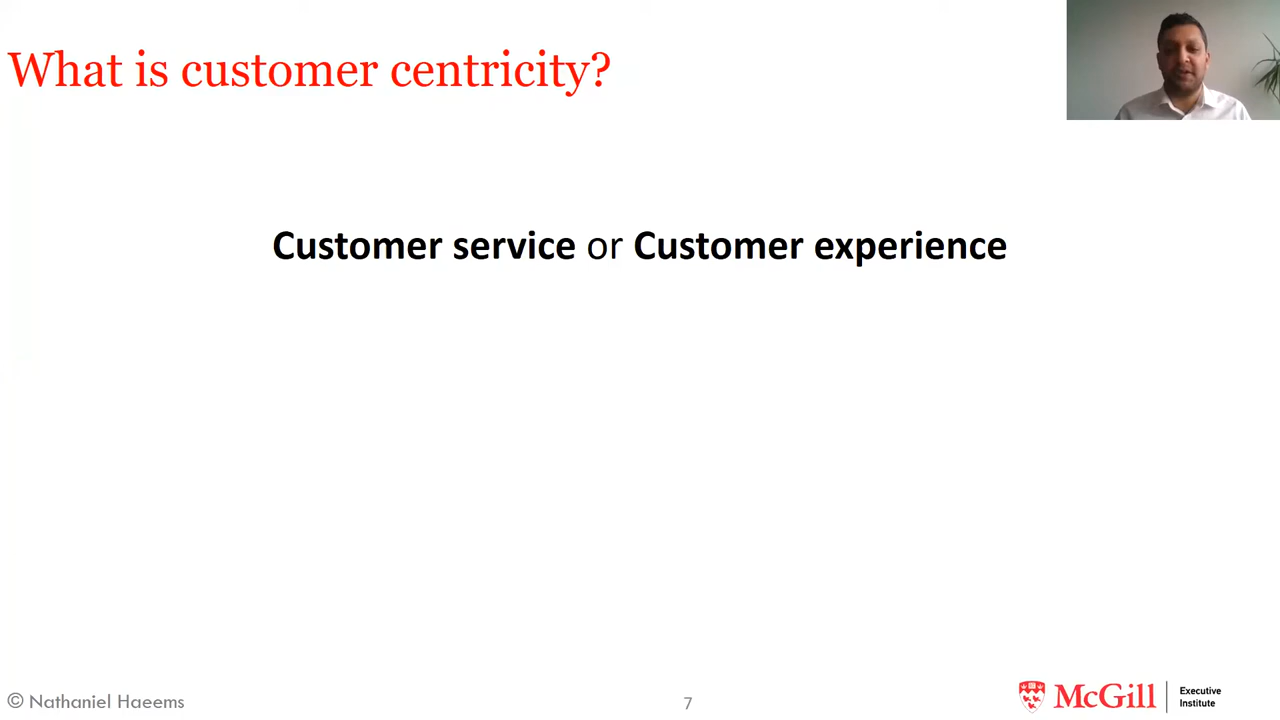 What is customer centricity?
Customer service or Customer experience
© Nathaniel Haeems
7
McGill
Executive
Institute